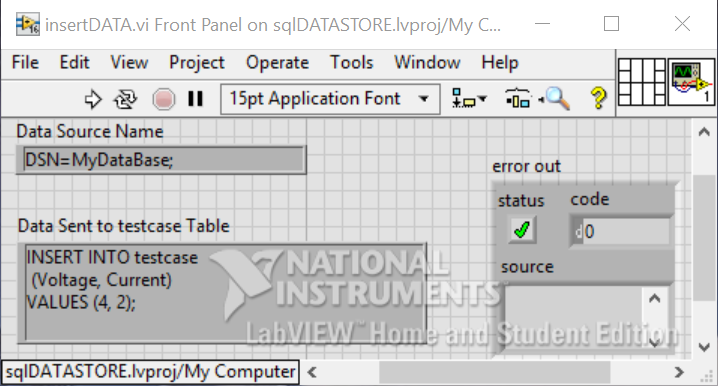 insertDATA.vi Front Panel on sqlDATASTORE.lvproj/My C...
File Edit View Project Operate Tools Window Help
15pt Application Font
1
Data Source Name
DSN=MyDataBase;
error out
status code
d 0
source
Data Sent to testcase Table
INSERT INTO testcase
(Voltage, Current)
VALUES (4, 2);
NATIONAL
INSTRUMENTS
LabVIEW™ Home and Student Edition
sqlDATASTORE.lvproj/My Computer